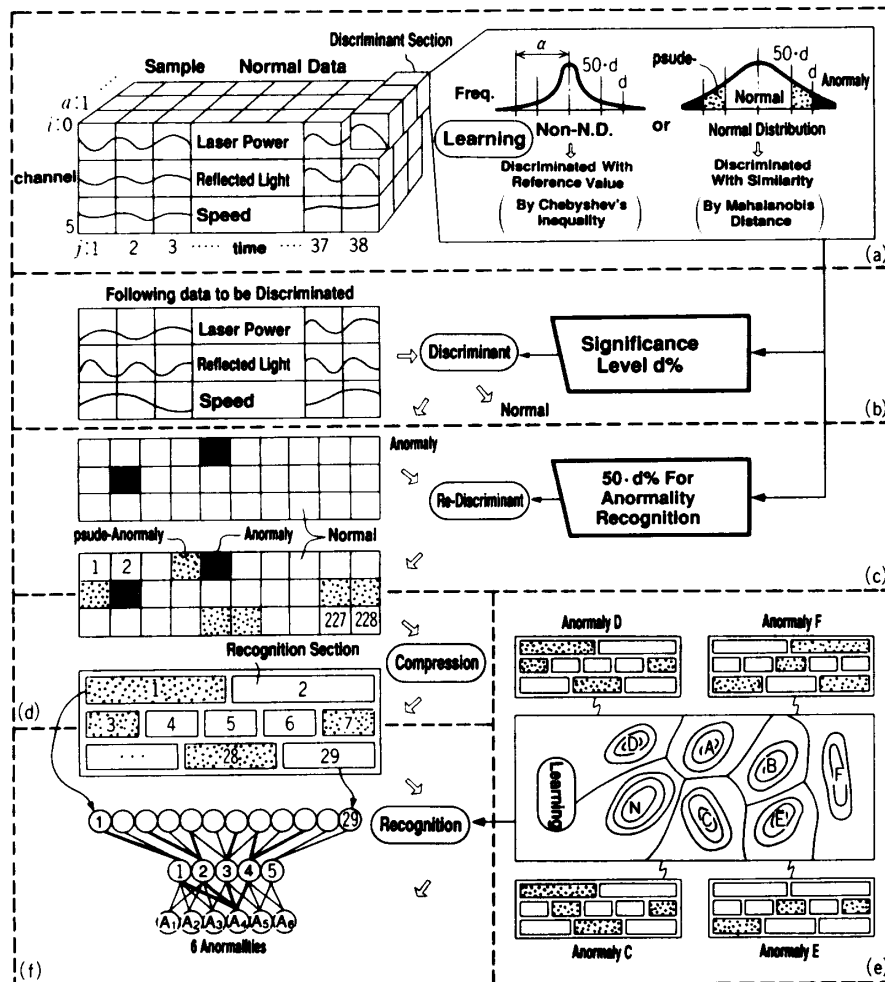 Discriminant Section
Sample Normal Data
a:1
i:0
channel
5
Laser Power
Reflected Light
Speed
j:1 2 3 ····· time ···· 37 38
α
50·d
d
Freq.
Learning
Non-N.D.
Discriminated With
Reference Value
(By Chebyshev's
Inequality)
or
psude-
50·d
d
Anormaly
Normal
Normal Distribution
Discriminated
With Similarity
(By Mahalanobis
Distance)
(a)
Following data to be Discriminated
Laser Power
Reflected Light
Speed
Discriminant
Significance
Level d%
Normal
(b)
Anormaly
Re-Discriminant
50·d% For
Anormality
Recognition
psude-Anormaly
Anormaly
Normal
1 2
227 228
(c)
Recognition Section
Compression
1 2
3 4 5 6 7
··· 28 29
(d)
Anormaly D
Anormaly F
Learning
D A B F
N C E
Anormaly C
Anormaly E
(e)
Recognition
1 29
1 2 3 4 5
A1 A2 A3 A4 A5 A6
6 Anormalities
(f)